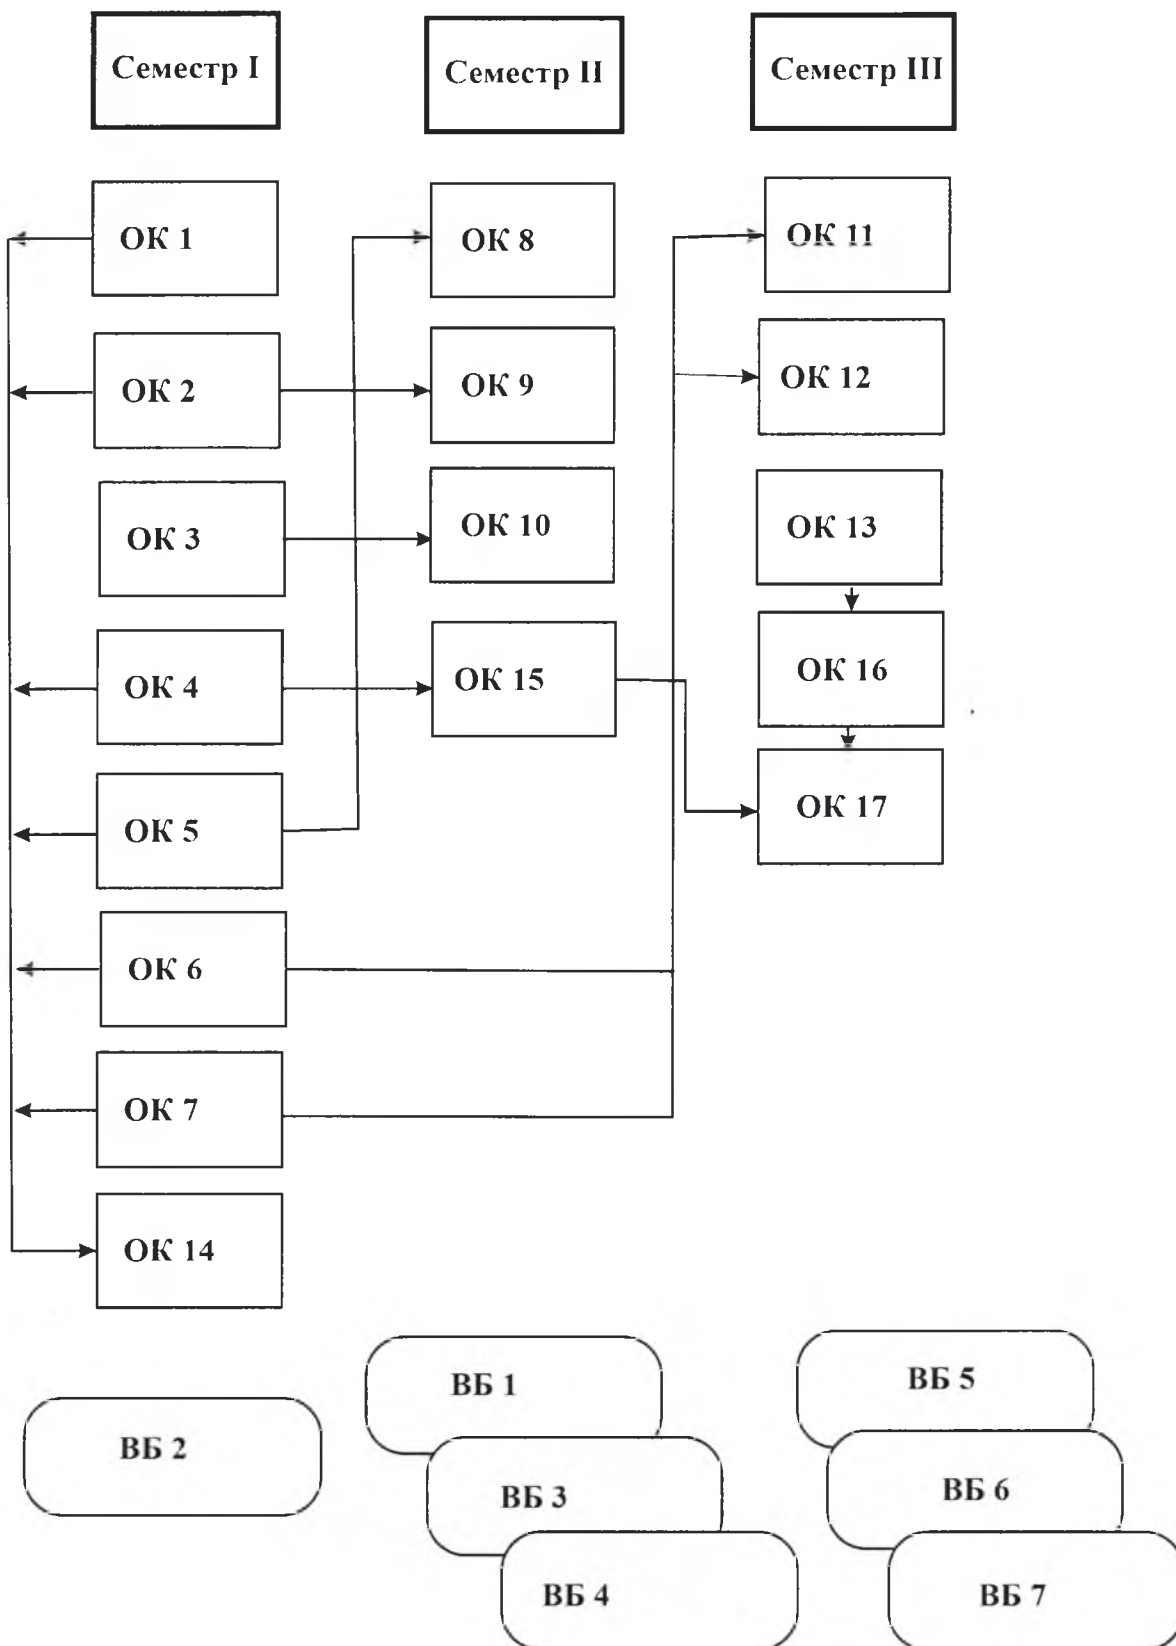 Семестр I
Семестр II
Семестр III
ОК 1
ОК 8
ОК 11
ОК 2
ОК 9
ОК 12
ОК 3
ОК 10
ОК 13
ОК 4
ОК 15
ОК 16
ОК 5
ОК 17
ОК 6
ОК 7
ОК 14
ВБ 2
ВБ 1
ВБ 3
ВБ 4
ВБ 5
ВБ 6
ВБ 7